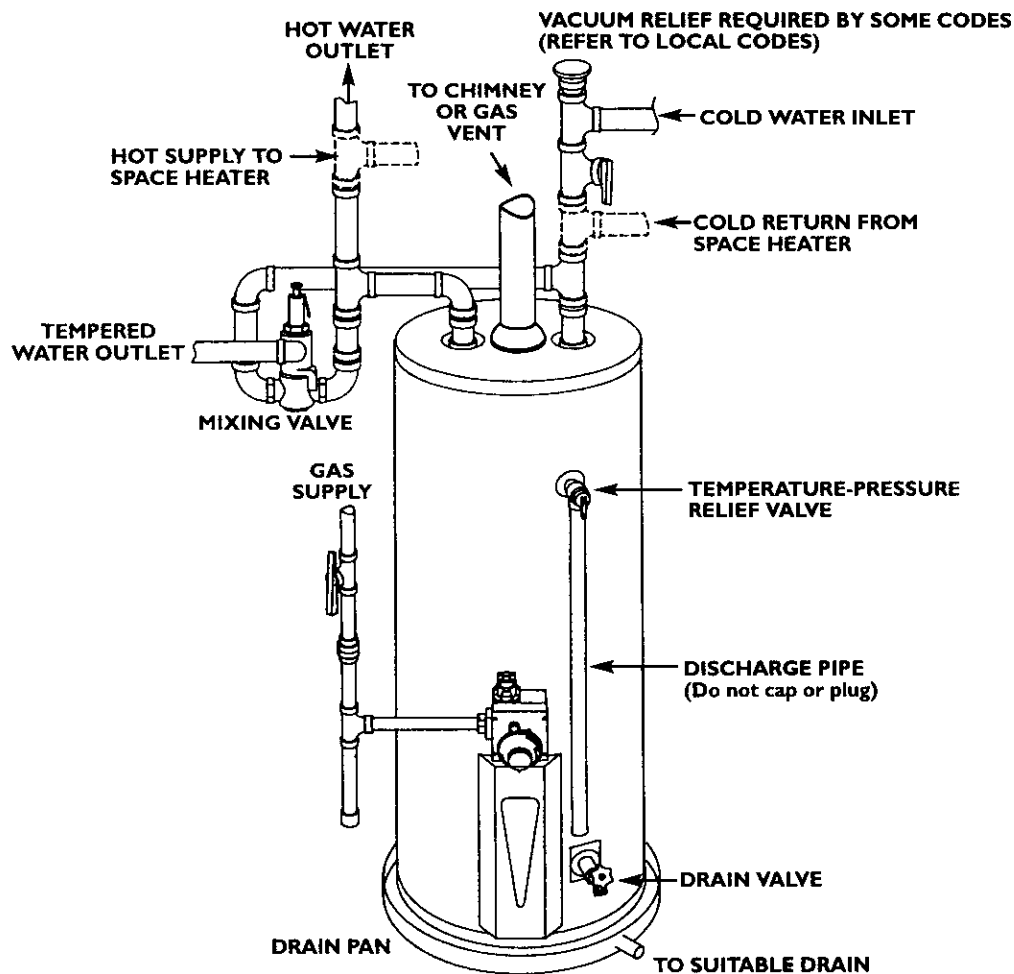 HOT WATER
OUTLET
VACUUM RELIEF REQUIRED BY SOME CODES
(REFER TO LOCAL CODES)
TO CHIMNEY
OR GAS
VENT
COLD WATER INLET
HOT SUPPLY TO
SPACE HEATER
COLD RETURN FROM
SPACE HEATER
TEMPERED
WATER OUTLET
MIXING VALVE
GAS
SUPPLY
TEMPERATURE-PRESSURE
RELIEF VALVE
DISCHARGE PIPE
(Do not cap or plug)
DRAIN VALVE
DRAIN PAN
TO SUITABLE DRAIN